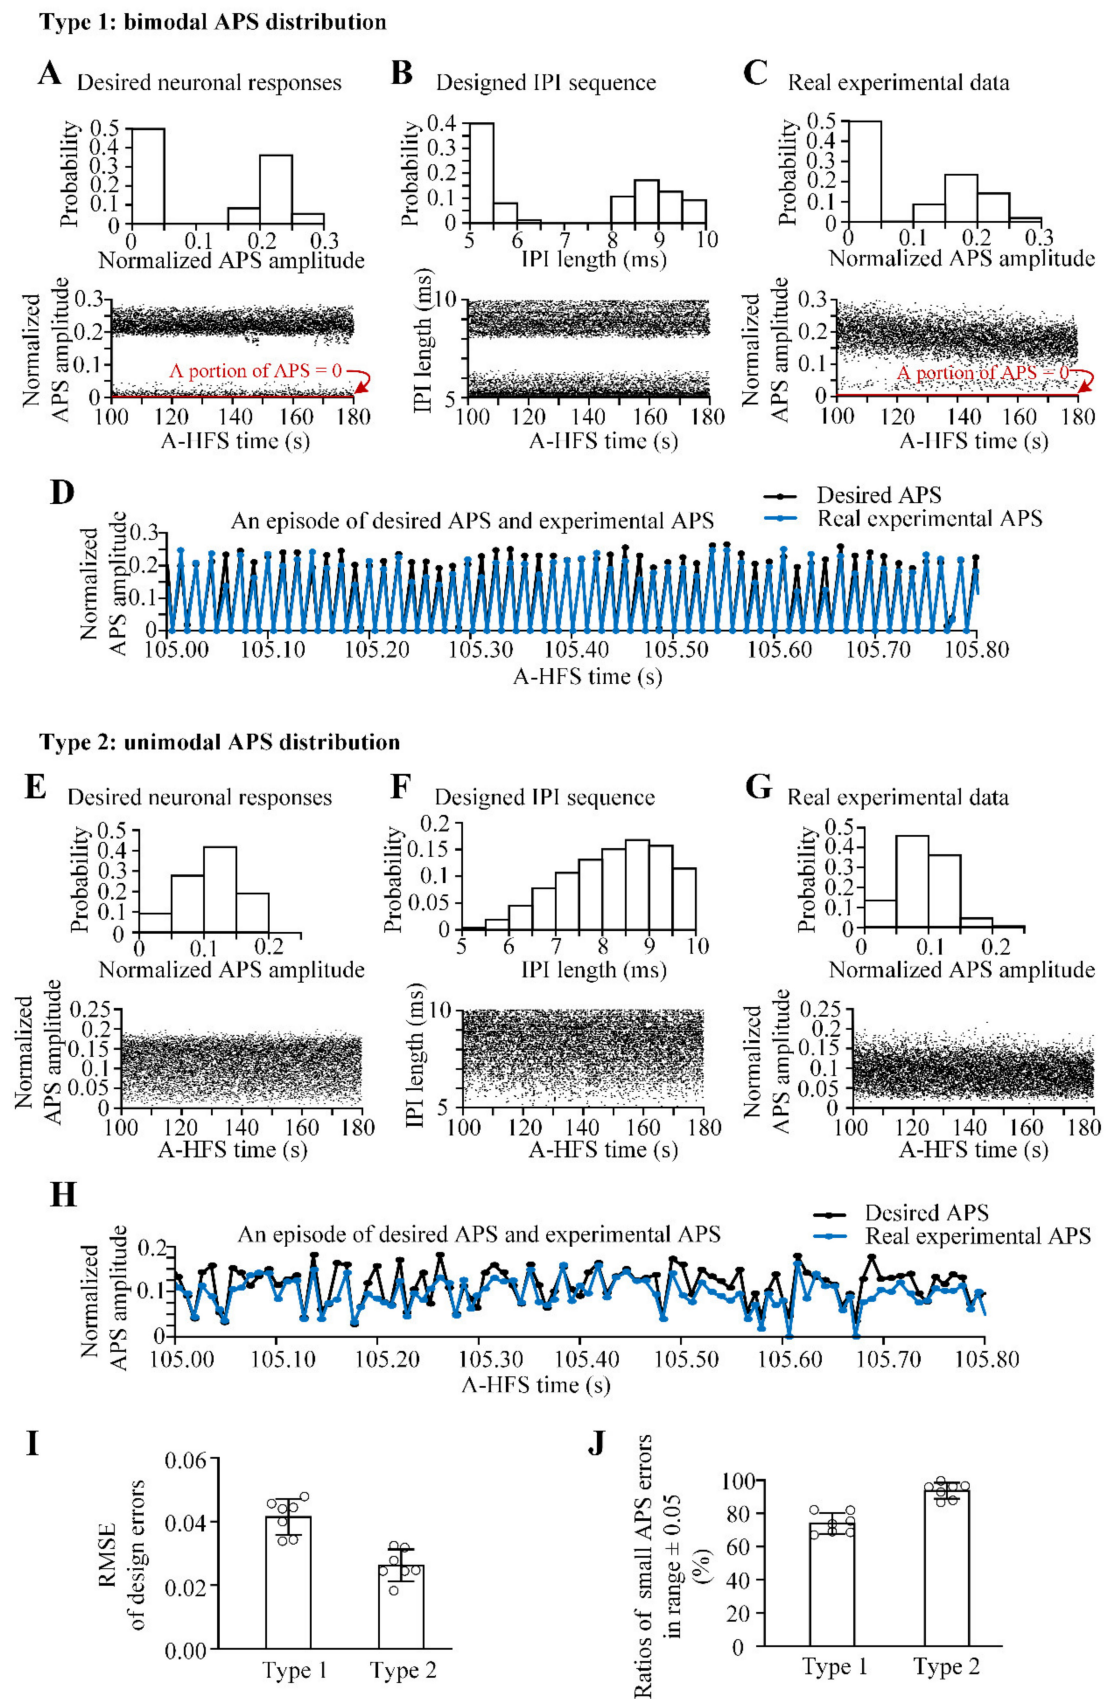 Type 1: bimodal APS distribution
A Desired neuronal responses
Probability
0.5
0.4
0.3
0.2
0.1
0
0 0.1 0.2 0.3
Normalized APS amplitude
Normalized
APS amplitude
0.3
0.2
0.1
0
A portion of APS = 0
100 120 140 160 180
A-HFS time (s)
B Designed IPI sequence
Probability
0.4
0.3
0.2
0.1
0
5 6 7 8 9 10
IPI length (ms)
IPI length (ms)
10
5
100 120 140 160 180
A-HFS time (s)
C Real experimental data
Probability
0.5
0.4
0.3
0.2
0.1
0
0 0.1 0.2 0.3
Normalized APS amplitude
Normalized
APS amplitude
0.3
0.2
0.1
0
A portion of APS = 0
100 120 140 160 180
A-HFS time (s)
D
Desired APS
Real experimental APS
An episode of desired APS and experimental APS
Normalized
APS amplitude
0.3
0.2
0.1
0
105.00 105.10 105.20 105.30 105.40 105.50 105.60 105.70 105.80
A-HFS time (s)
Type 2: unimodal APS distribution
E Desired neuronal responses
Probability
0.5
0.4
0.3
0.2
0.1
0
0 0.1 0.2
Normalized APS amplitude
Normalized
APS amplitude
0.25
0.2
0.15
0.1
0.05
0
100 120 140 160 180
A-HFS time (s)
F Designed IPI sequence
Probability
0.2
0.15
0.1
0.05
0
5 6 7 8 9 10
IPI length (ms)
IPI length (ms)
10
5
100 120 140 160 180
A-HFS time (s)
G Real experimental data
Probability
0.5
0.4
0.3
0.2
0.1
0
0 0.1 0.2
Normalized APS amplitude
Normalized
APS amplitude
0.25
0.2
0.15
0.1
0.05
0
100 120 140 160 180
A-HFS time (s)
H
Desired APS
Real experimental APS
An episode of desired APS and experimental APS
Normalized
APS amplitude
0.2
0.1
0
105.00 105.10 105.20 105.30 105.40 105.50 105.60 105.70 105.80
A-HFS time (s)
I
RMSE
of design errors
0.06
0.04
0.02
0.00
Type 1 Type 2
J
Ratios of small APS errors
in range ± 0.05
(%)
100
80
60
40
20
0
Type 1 Type 2